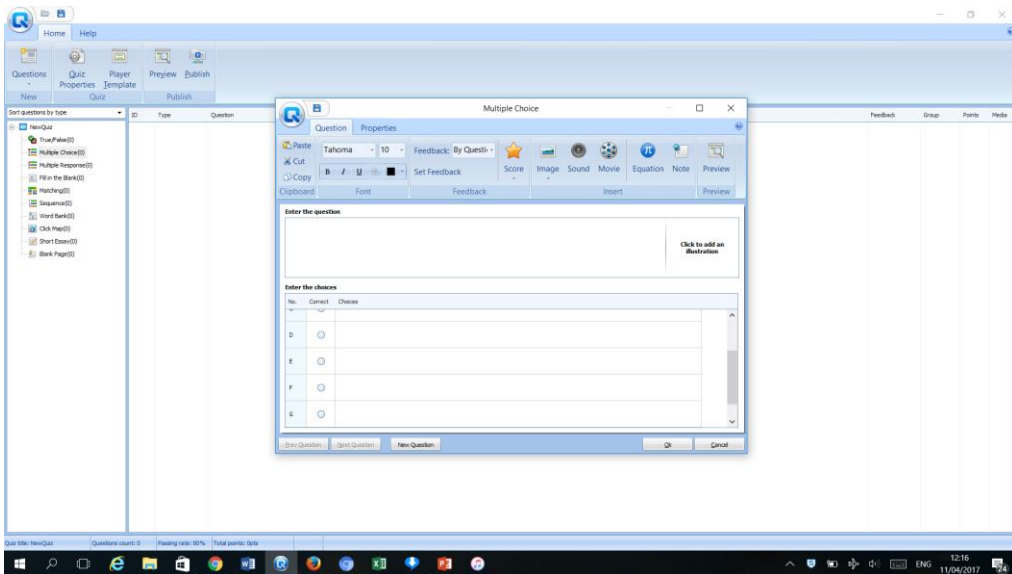 Home Help
Questions Quiz Properties Player Template Preview Publish
New Quiz Publish
Sort questions by type
ID Type Question Feedback Group Points Media
NewQuiz
True/False(0)
Multiple Choice(0)
Multiple Response(0)
Fill in the Blank(0)
Matching(0)
Sequence(0)
Word Bank(0)
Click Map(0)
Short Essay(0)
Blank Page(0)
Multiple Choice
Question Properties
Paste Tahoma 10 Feedback: By Questi
Cut
Copy B I U Set Feedback Score Image Sound Movie Equation Note Preview
Clipboard Font Feedback Insert Preview
Enter the question
Click to add an
illustration
Enter the choices
No. Correct Choices
D
E
F
G
Prev Question Next Question New Question Ok Cancel
Quiz title: NewQuiz Questions count: 0 Passing rate: 80% Total points: 0pts
ENG 12:16
11/04/2017 24